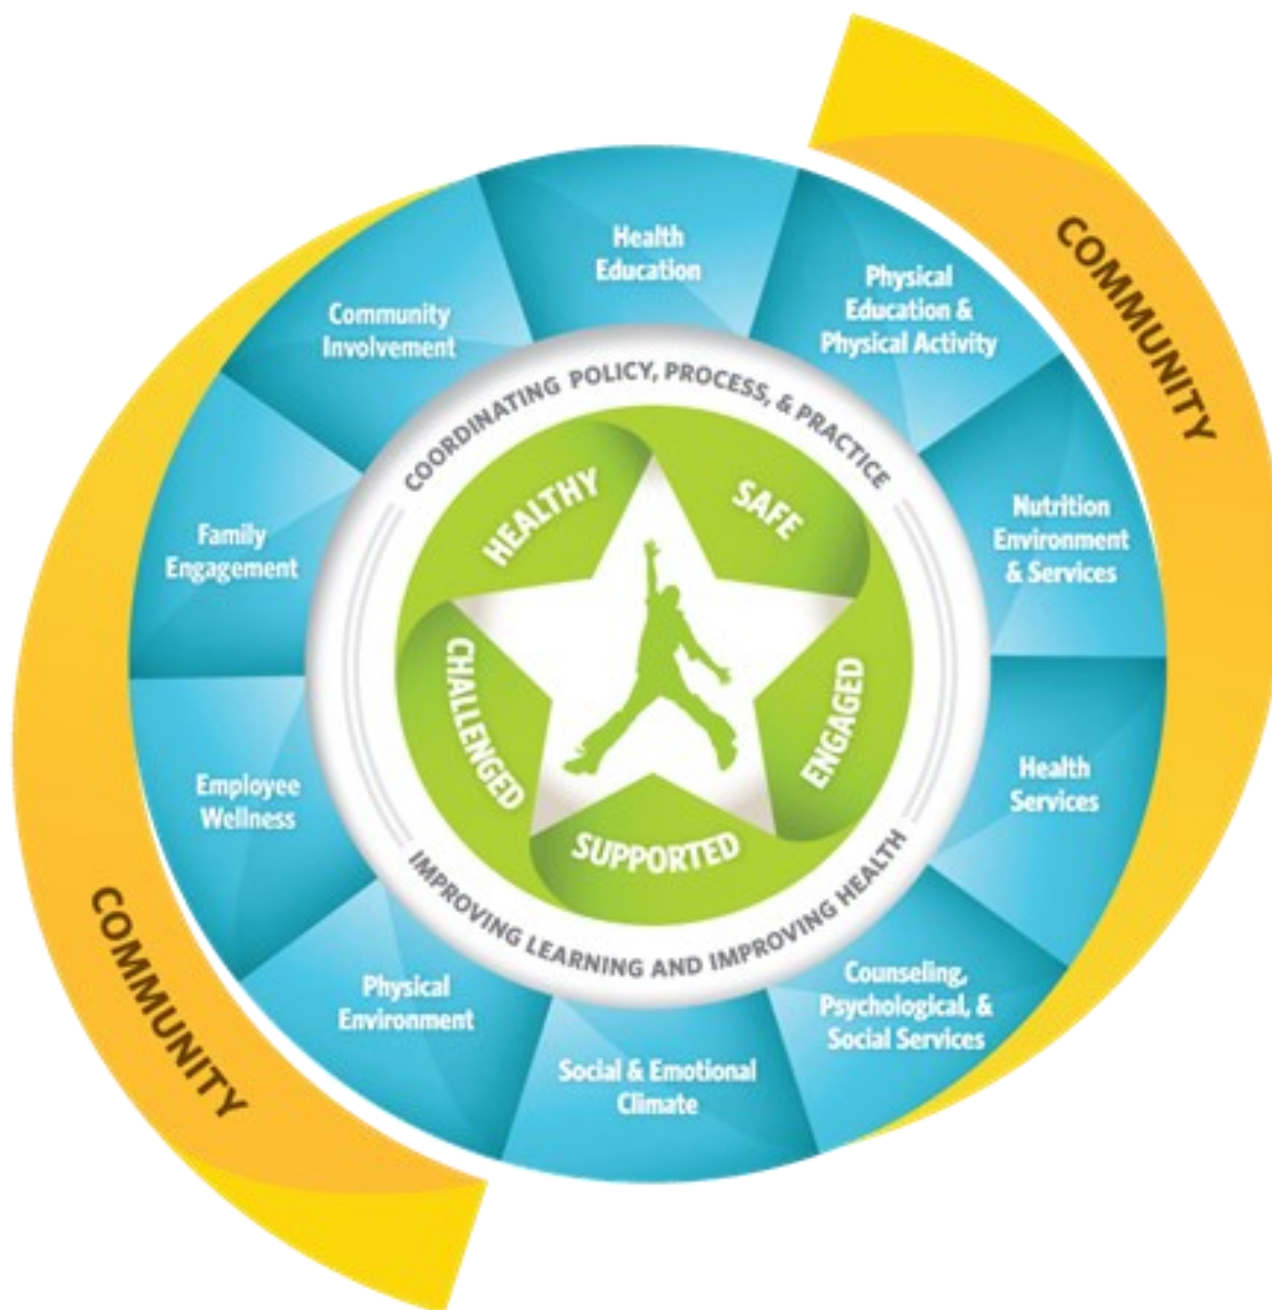 Health
Education
Physical
Education &
Physical Activity
Nutrition
Environment
& Services
Health
Services
Counseling,
Psychological, &
Social Services
Social & Emotional
Climate
Physical
Environment
Employee
Wellness
Family
Engagement
Community
Involvement
COORDINATING POLICY, PROCESS, & PRACTICE
IMPROVING LEARNING AND IMPROVING HEALTH
HEALTHY
SAFE
ENGAGED
SUPPORTED
CHALLENGED
COMMUNITY
COMMUNITY